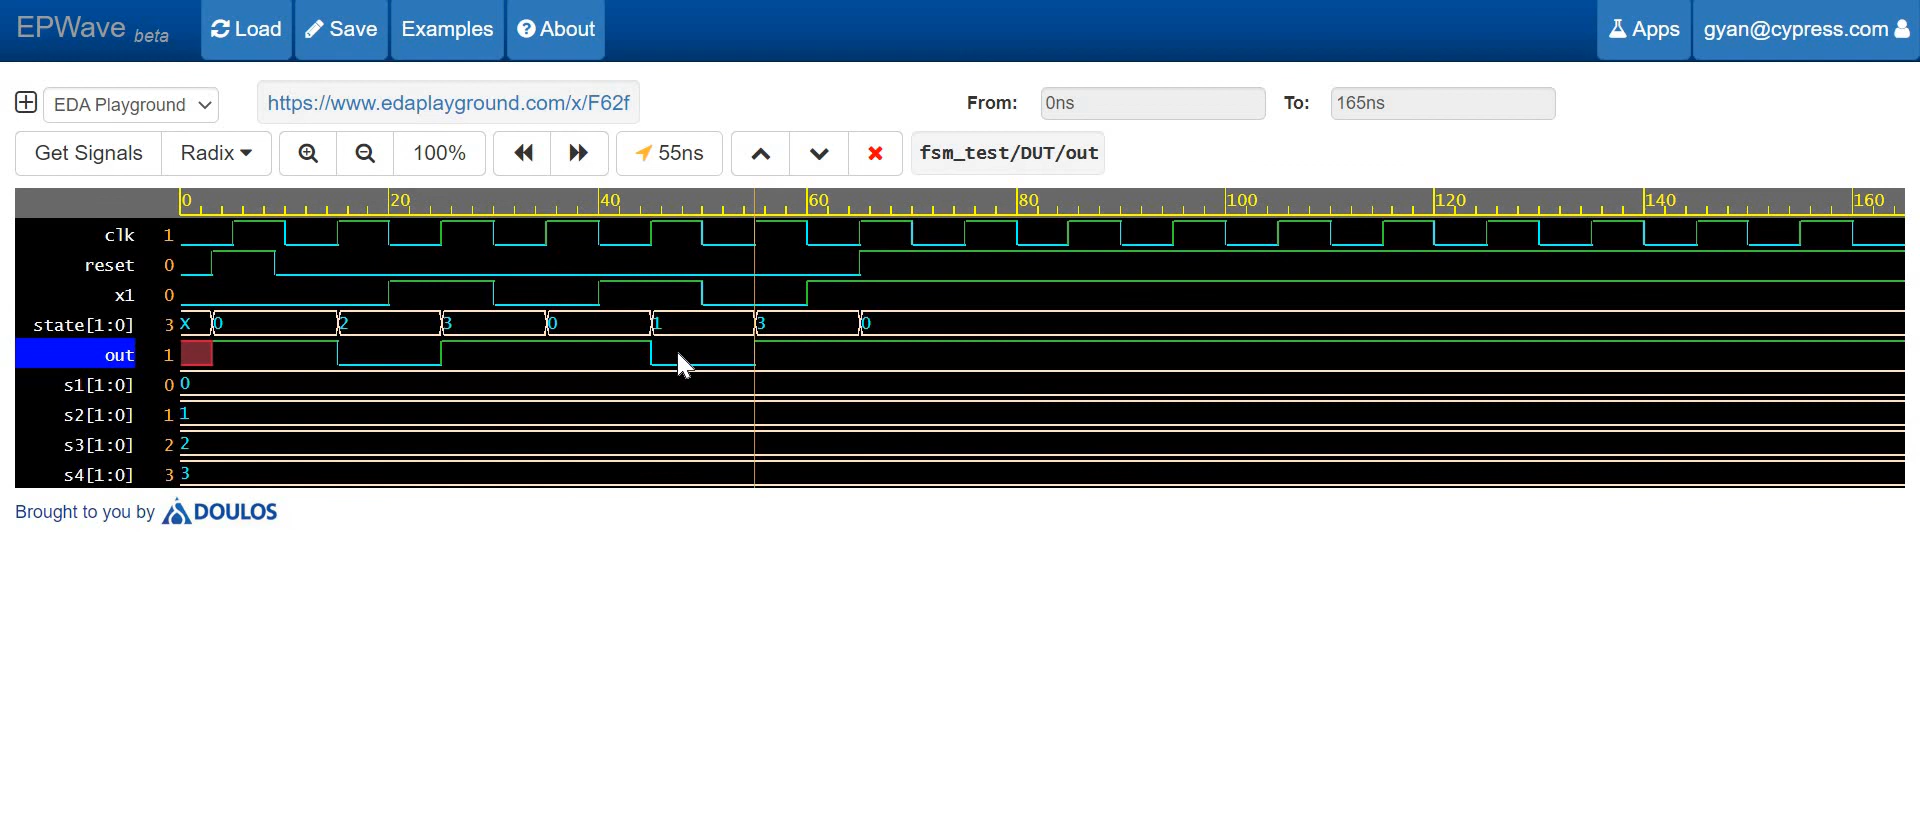 EPWave beta Load Save Examples About Apps gyan@cypress.com
EDA Playground https://www.edaplayground.com/x/F62f From: 0ns To: 165ns
Get Signals Radix 100% 55ns fsm_test/DUT/out
0 20 40 60 80 100 120 140 160
clk 1
reset 0
x1 0
state[1:0] 3 X 0 2 3 0 1 3 0
out 1
s1[1:0] 0 0
s2[1:0] 1 1
s3[1:0] 2 2
s4[1:0] 3 3
Brought to you by DOULOS